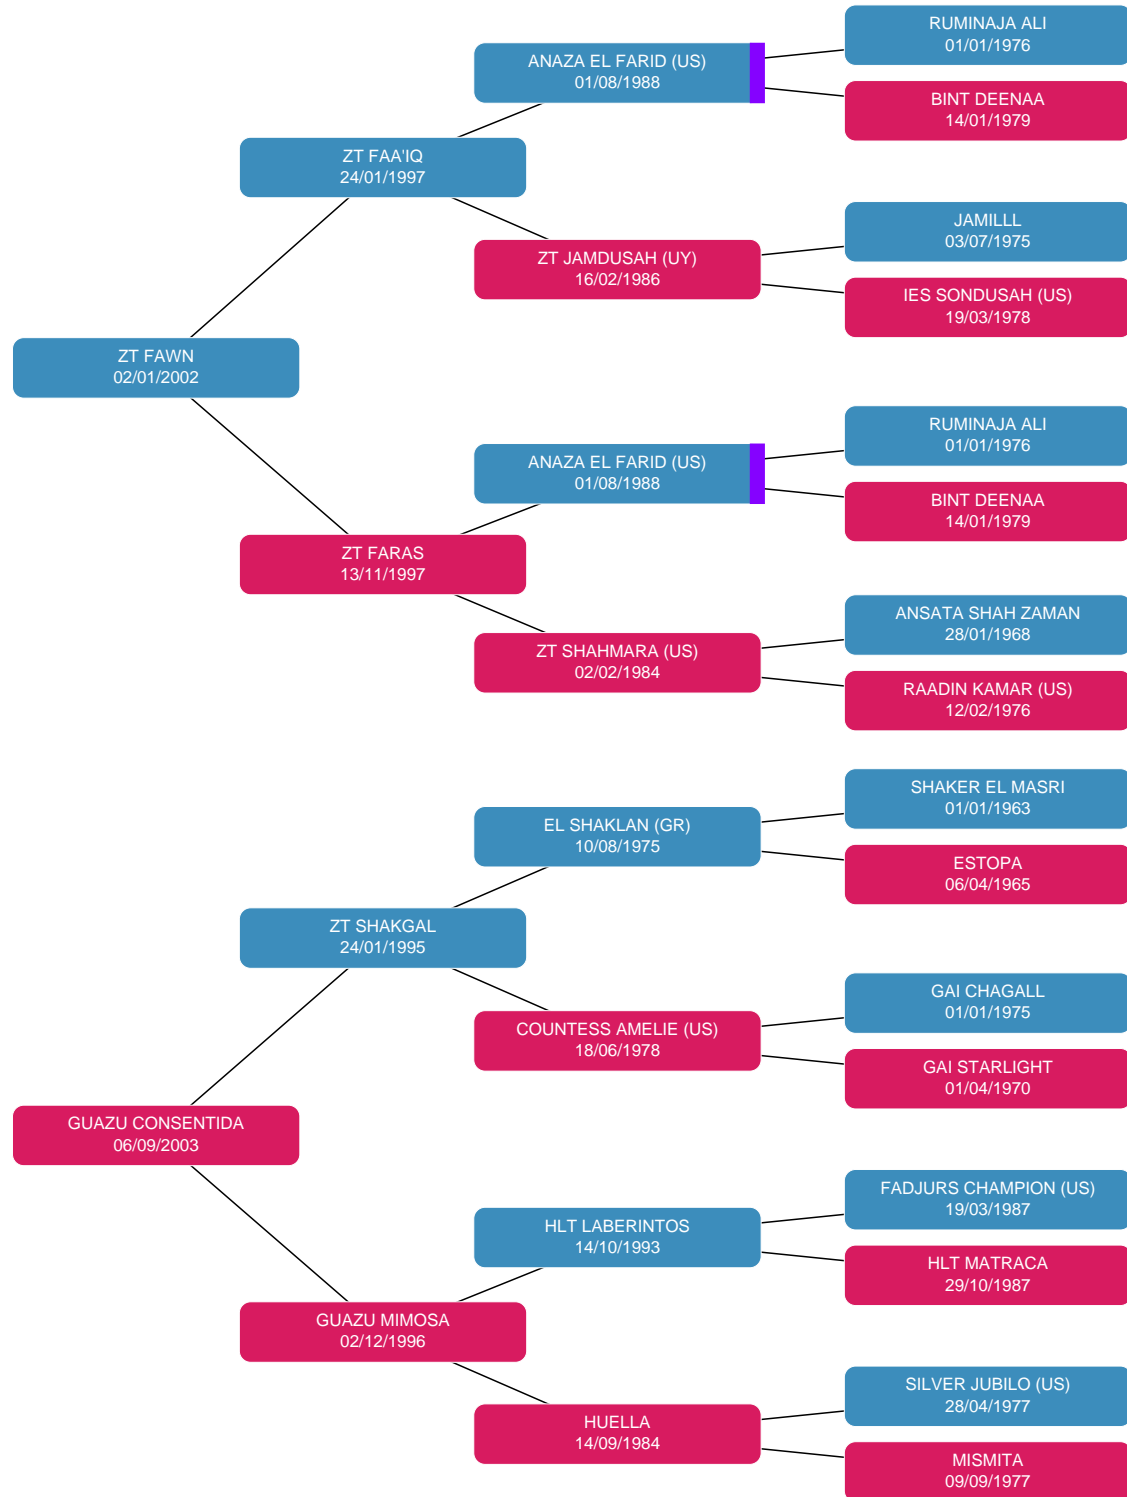 RUMINAJA ALI
01/01/1976
ANAZA EL FARID (US)
01/08/1988
BINT DEENAA
14/01/1979
ZT FAA'IQ
24/01/1997
JAMILLL
03/07/1975
ZT JAMDUSAH (UY)
16/02/1986
IES SONDUSAH (US)
19/03/1978
ZT FAWN
02/01/2002
RUMINAJA ALI
01/01/1976
ANAZA EL FARID (US)
01/08/1988
BINT DEENAA
14/01/1979
ZT FARAS
13/11/1997
ANSATA SHAH ZAMAN
28/01/1968
ZT SHAHMARA (US)
02/02/1984
RAADIN KAMAR (US)
12/02/1976
SHAKER EL MASRI
01/01/1963
EL SHAKLAN (GR)
10/08/1975
ESTOPA
06/04/1965
ZT SHAKGAL
24/01/1995
GAI CHAGALL
01/01/1975
COUNTESS AMELIE (US)
18/06/1978
GAI STARLIGHT
01/04/1970
GUAZU CONSENTIDA
06/09/2003
FADJURS CHAMPION (US)
19/03/1987
HLT LABERINTOS
14/10/1993
HLT MATRACA
29/10/1987
GUAZU MIMOSA
02/12/1996
SILVER JUBILO (US)
28/04/1977
HUELLA
14/09/1984
MISMITA
09/09/1977